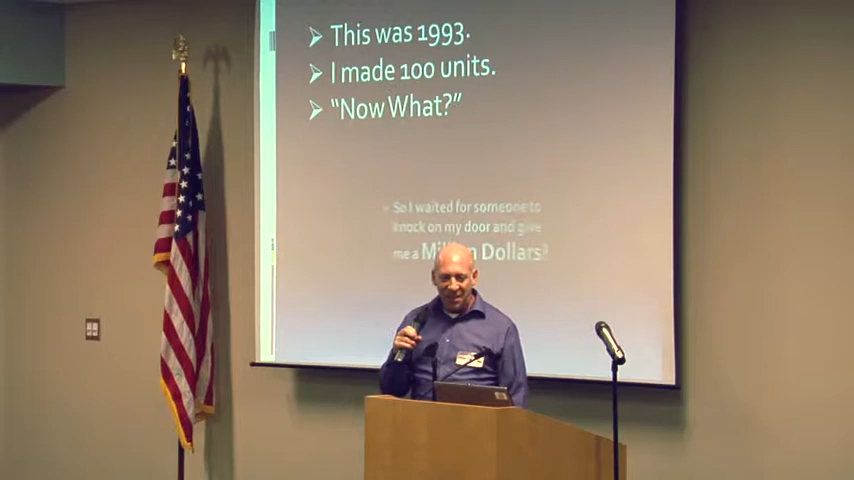 ➢ This was 1993.
➢ I made 100 units.
➢ "Now What?"
So I waited for someone to
knock on my door and give
me a Million Dollars!